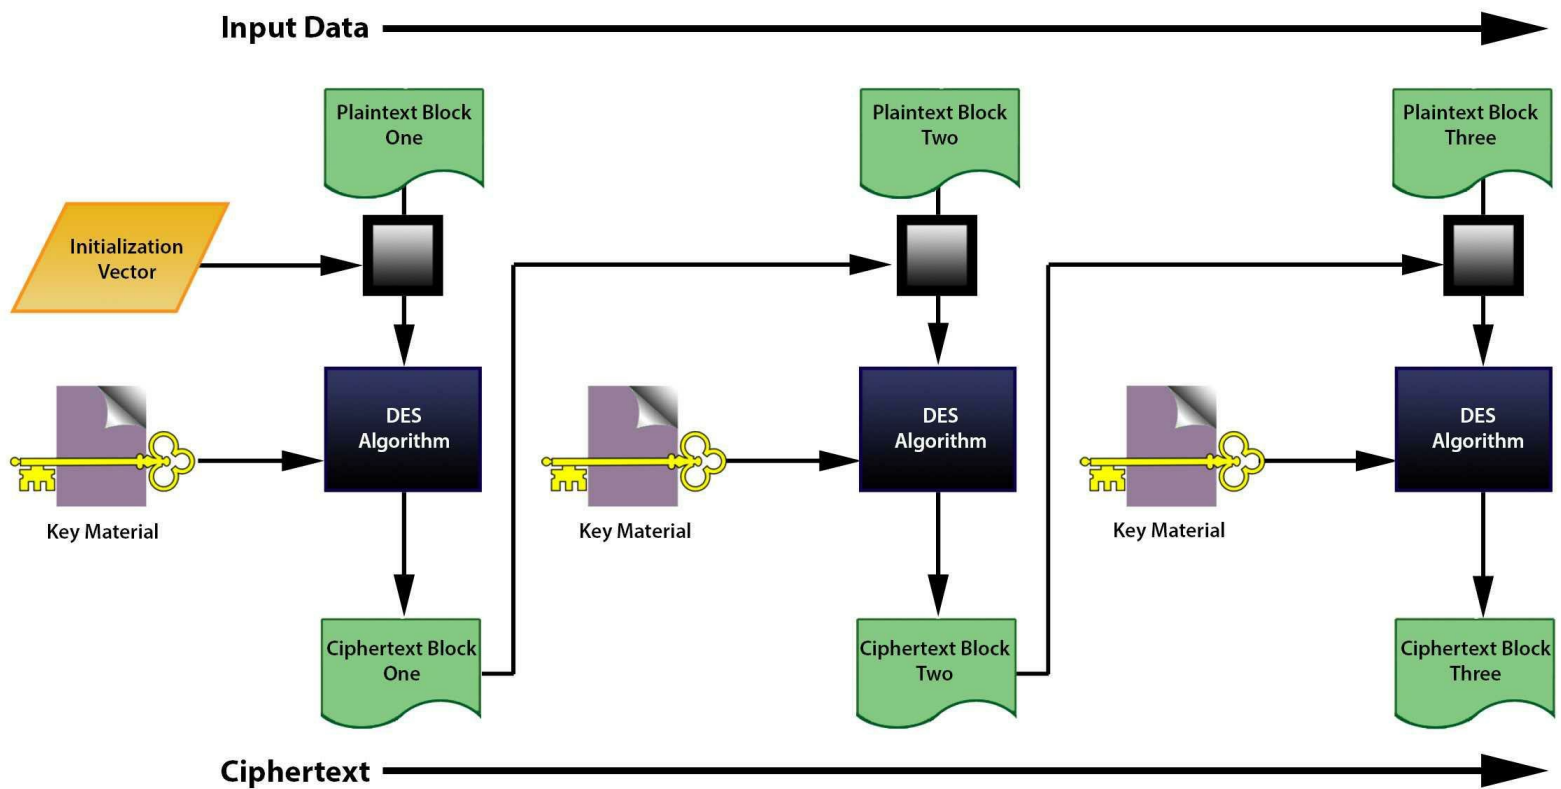 Input Data
Plaintext Block
One
Plaintext Block
Two
Plaintext Block
Three
Initialization
Vector
DES
Algorithm
DES
Algorithm
DES
Algorithm
Key Material
Key Material
Key Material
Ciphertext Block
One
Ciphertext Block
Two
Ciphertext Block
Three
Ciphertext